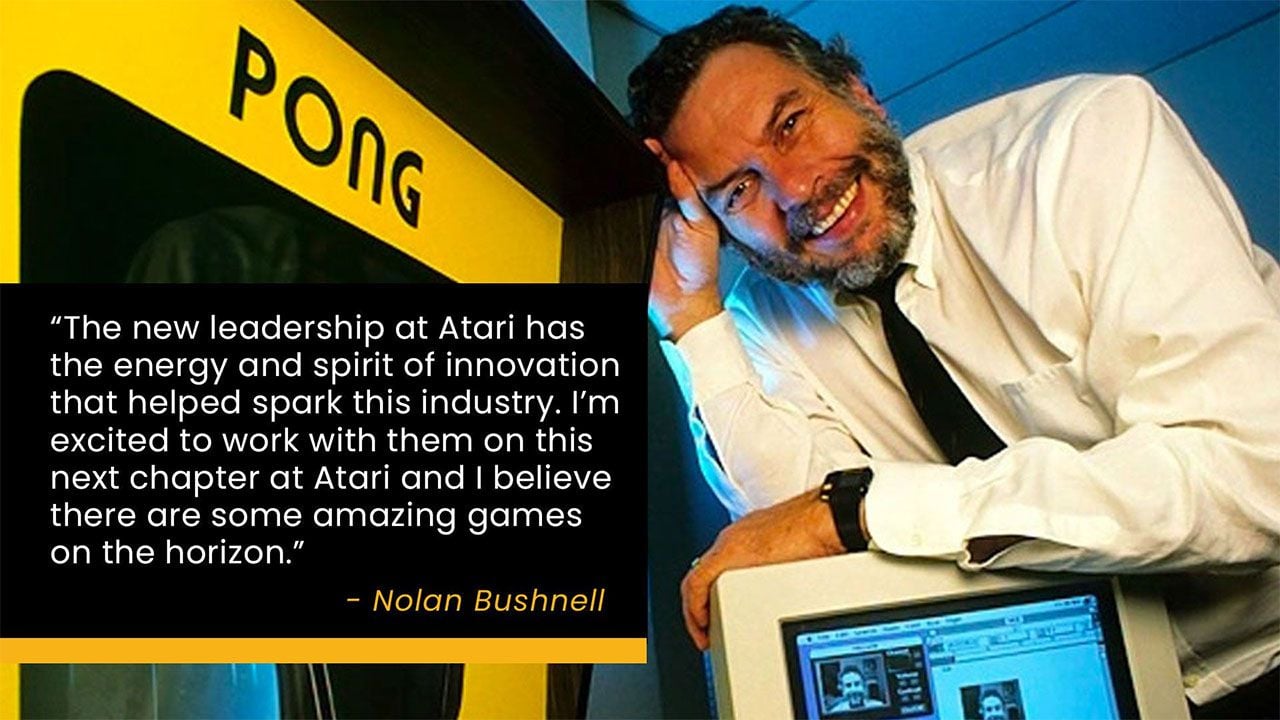 PONG
“The new leadership at Atari has
the energy and spirit of innovation
that helped spark this industry. I’m
excited to work with them on this
next chapter at Atari and I believe
there are some amazing games
on the horizon.”
- Nolan Bushnell